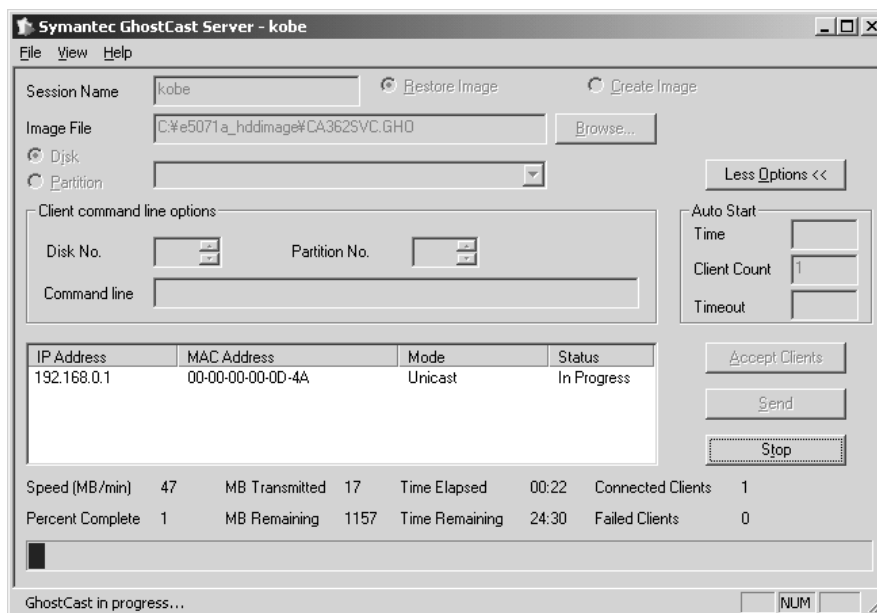 Symantec GhostCast Server - kobe
File View Help
Session Name kobe Restore Image Create Image
Image File C:¥e5071a_hddimage¥CA362SVC.GHO Browse...
Disk
Partition Less Options <<
Client command line options Auto Start
Time
Disk No. Partition No.
Client Count 1
Command line
Timeout
IP Address MAC Address Mode Status Accept Clients
192.168.0.1 00-00-00-00-0D-4A Unicast In Progress
Send
Stop
Speed (MB/min) 47 MB Transmitted 17 Time Elapsed 00:22 Connected Clients 1
Percent Complete 1 MB Remaining 1157 Time Remaining 24:30 Failed Clients 0
GhostCast in progress... NUM